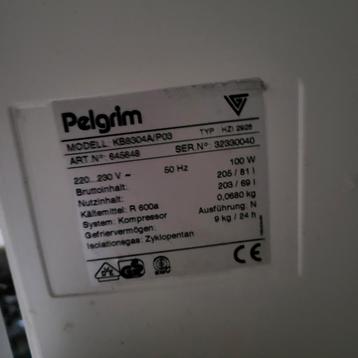 Pelgrim
MODELL: KB8304A/P03 TYP HZI 2926
ART.N°: 645648 SER.N°: 32330040
220...230 V ~ 50 Hz 100 W
Bruttoinhalt: 205 / 81 l
Nutzinhalt: 203 / 69 l
Kältemittel: R 600a 0,0680 kg
System: Kompressor Ausführung: N
Gefriervermögen: 9 kg / 24 h
Isolationsgas: Zyklopentan
CE